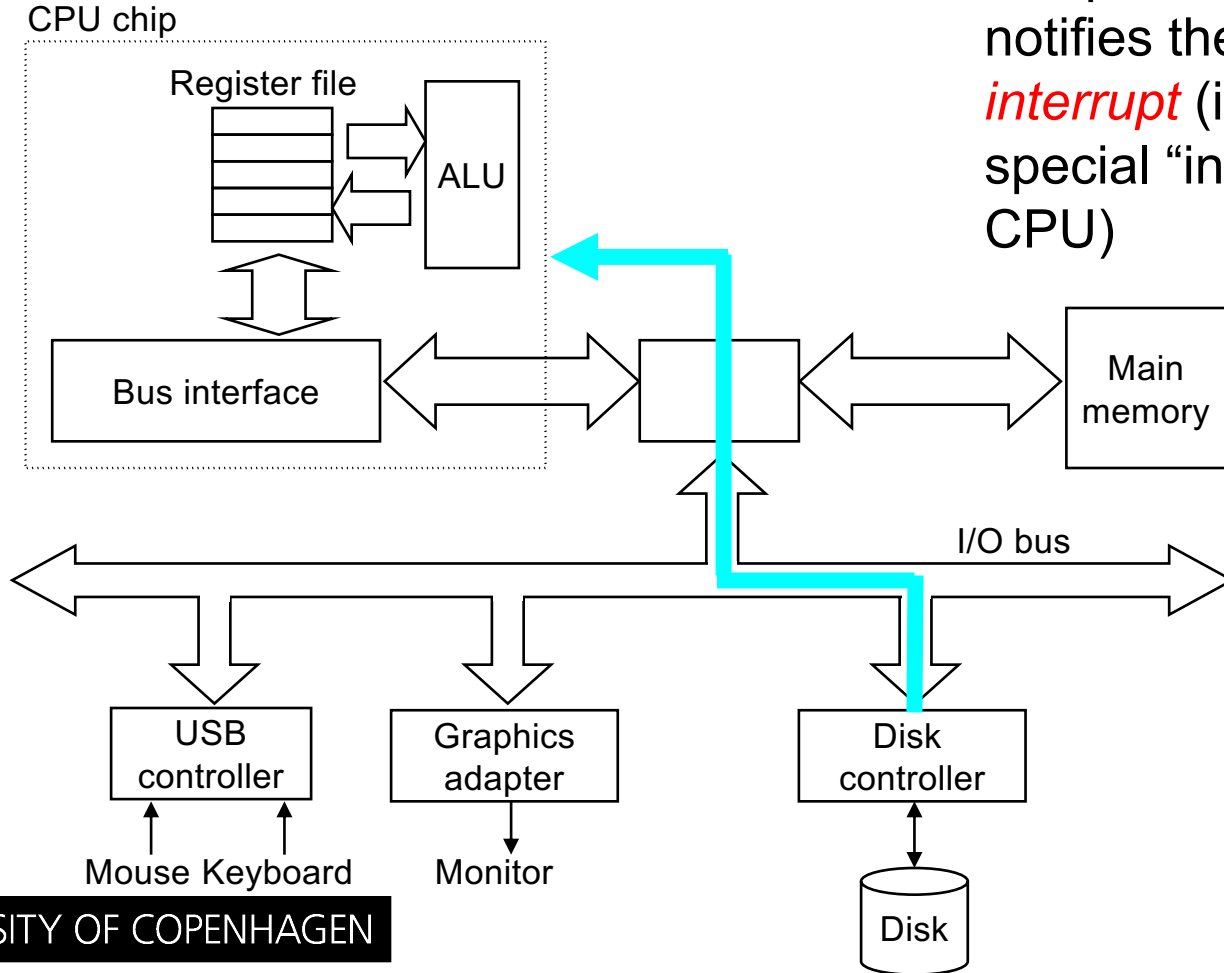 CPU chip
notifies the
interrupt (i
special “in
CPU)
Register file
ALU
Bus interface
Main
memory
I/O bus
USB
controller
Graphics
adapter
Disk
controller
Mouse Keyboard
Monitor
Disk
SITY OF COPENHAGEN